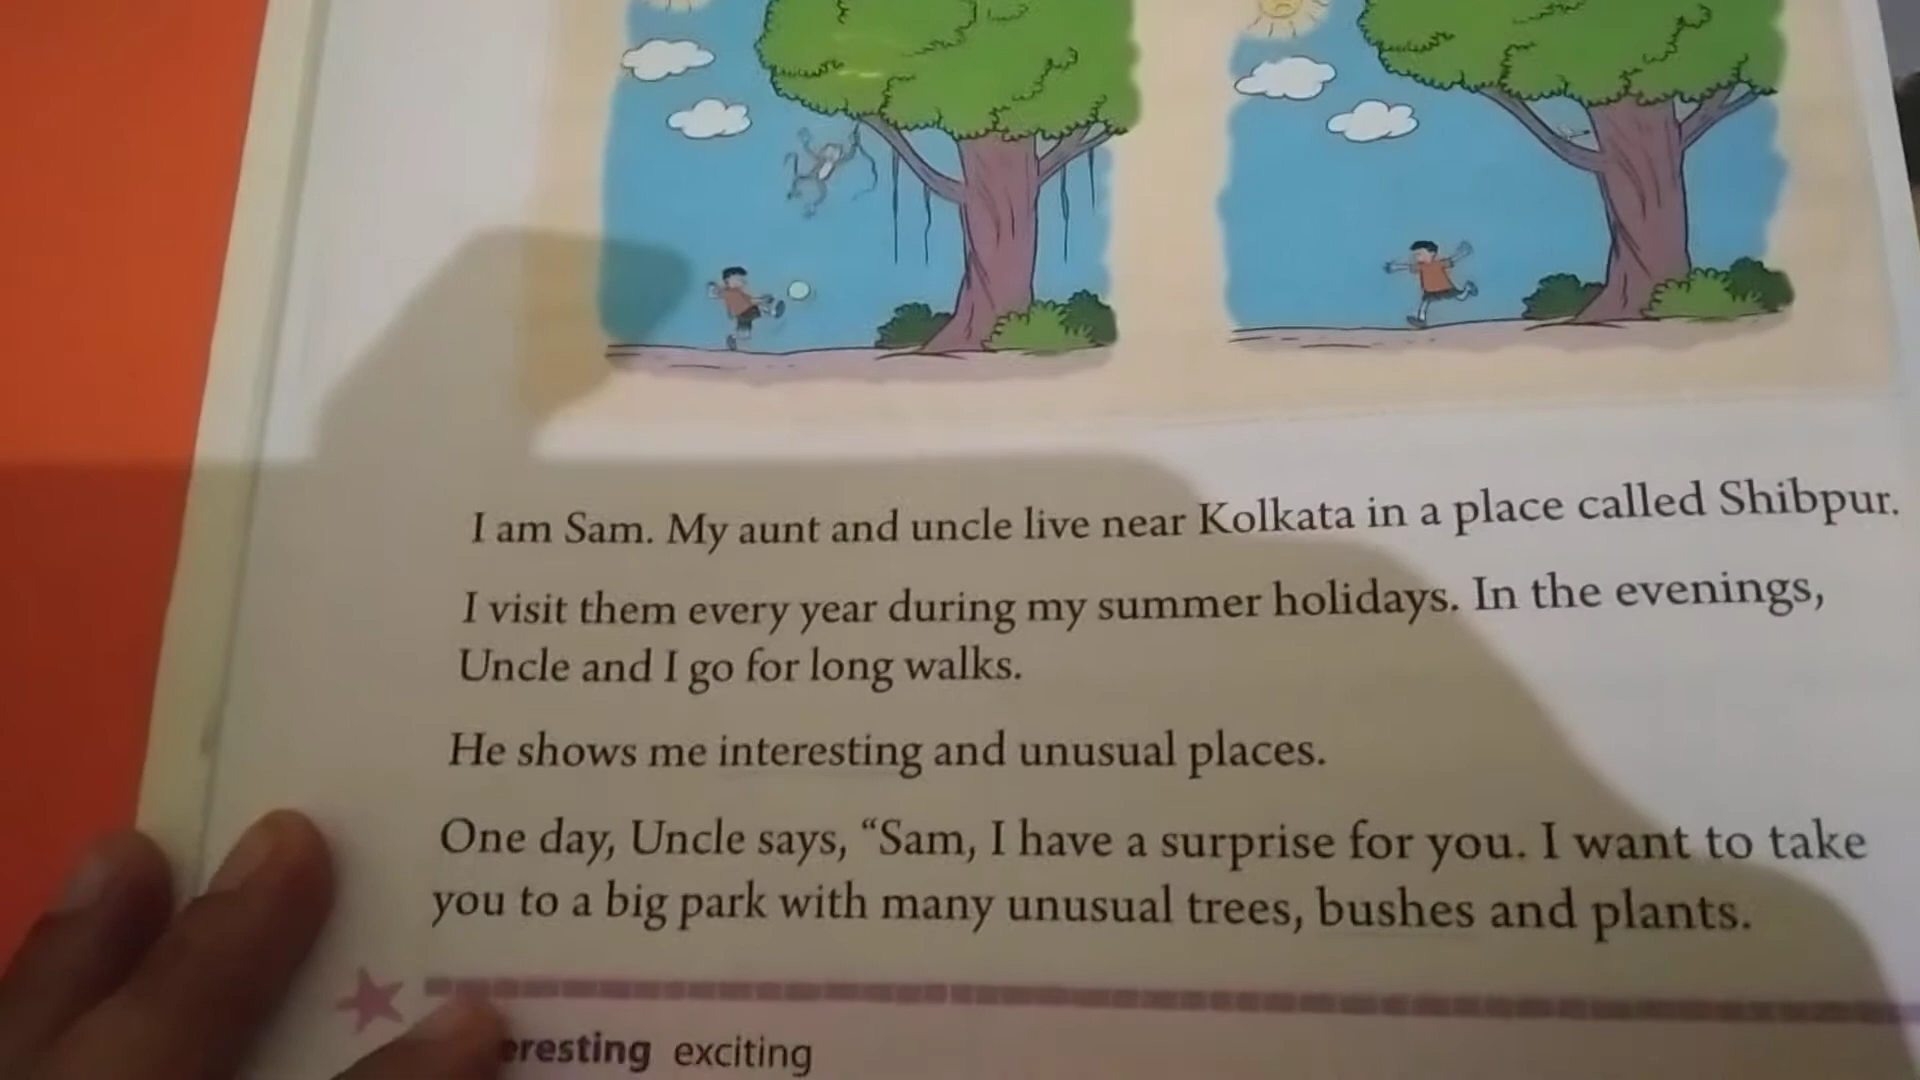 I am Sam. My aunt and uncle live near Kolkata in a place called Shibpur.
I visit them every year during my summer holidays. In the evenings,
Uncle and I go for long walks.
He shows me interesting and unusual places.
One day, Uncle says, “Sam, I have a surprise for you. I want to take
you to a big park with many unusual trees, bushes and plants.
eresting exciting